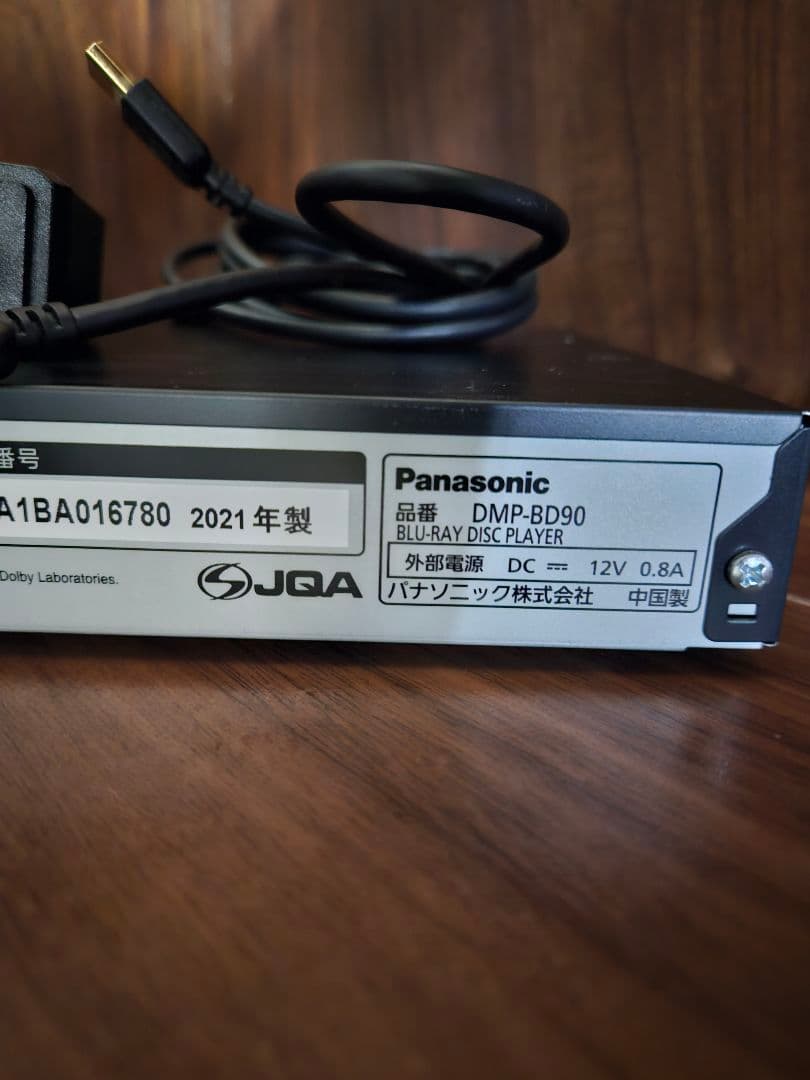 番号
A1BA016780 2021年製
Dolby Laboratories.
JQA
Panasonic
品番 DMP-BD90
BLU-RAY DISC PLAYER
外部電源 DC ⎓ 12V 0.8A
パナソニック株式会社 中国製